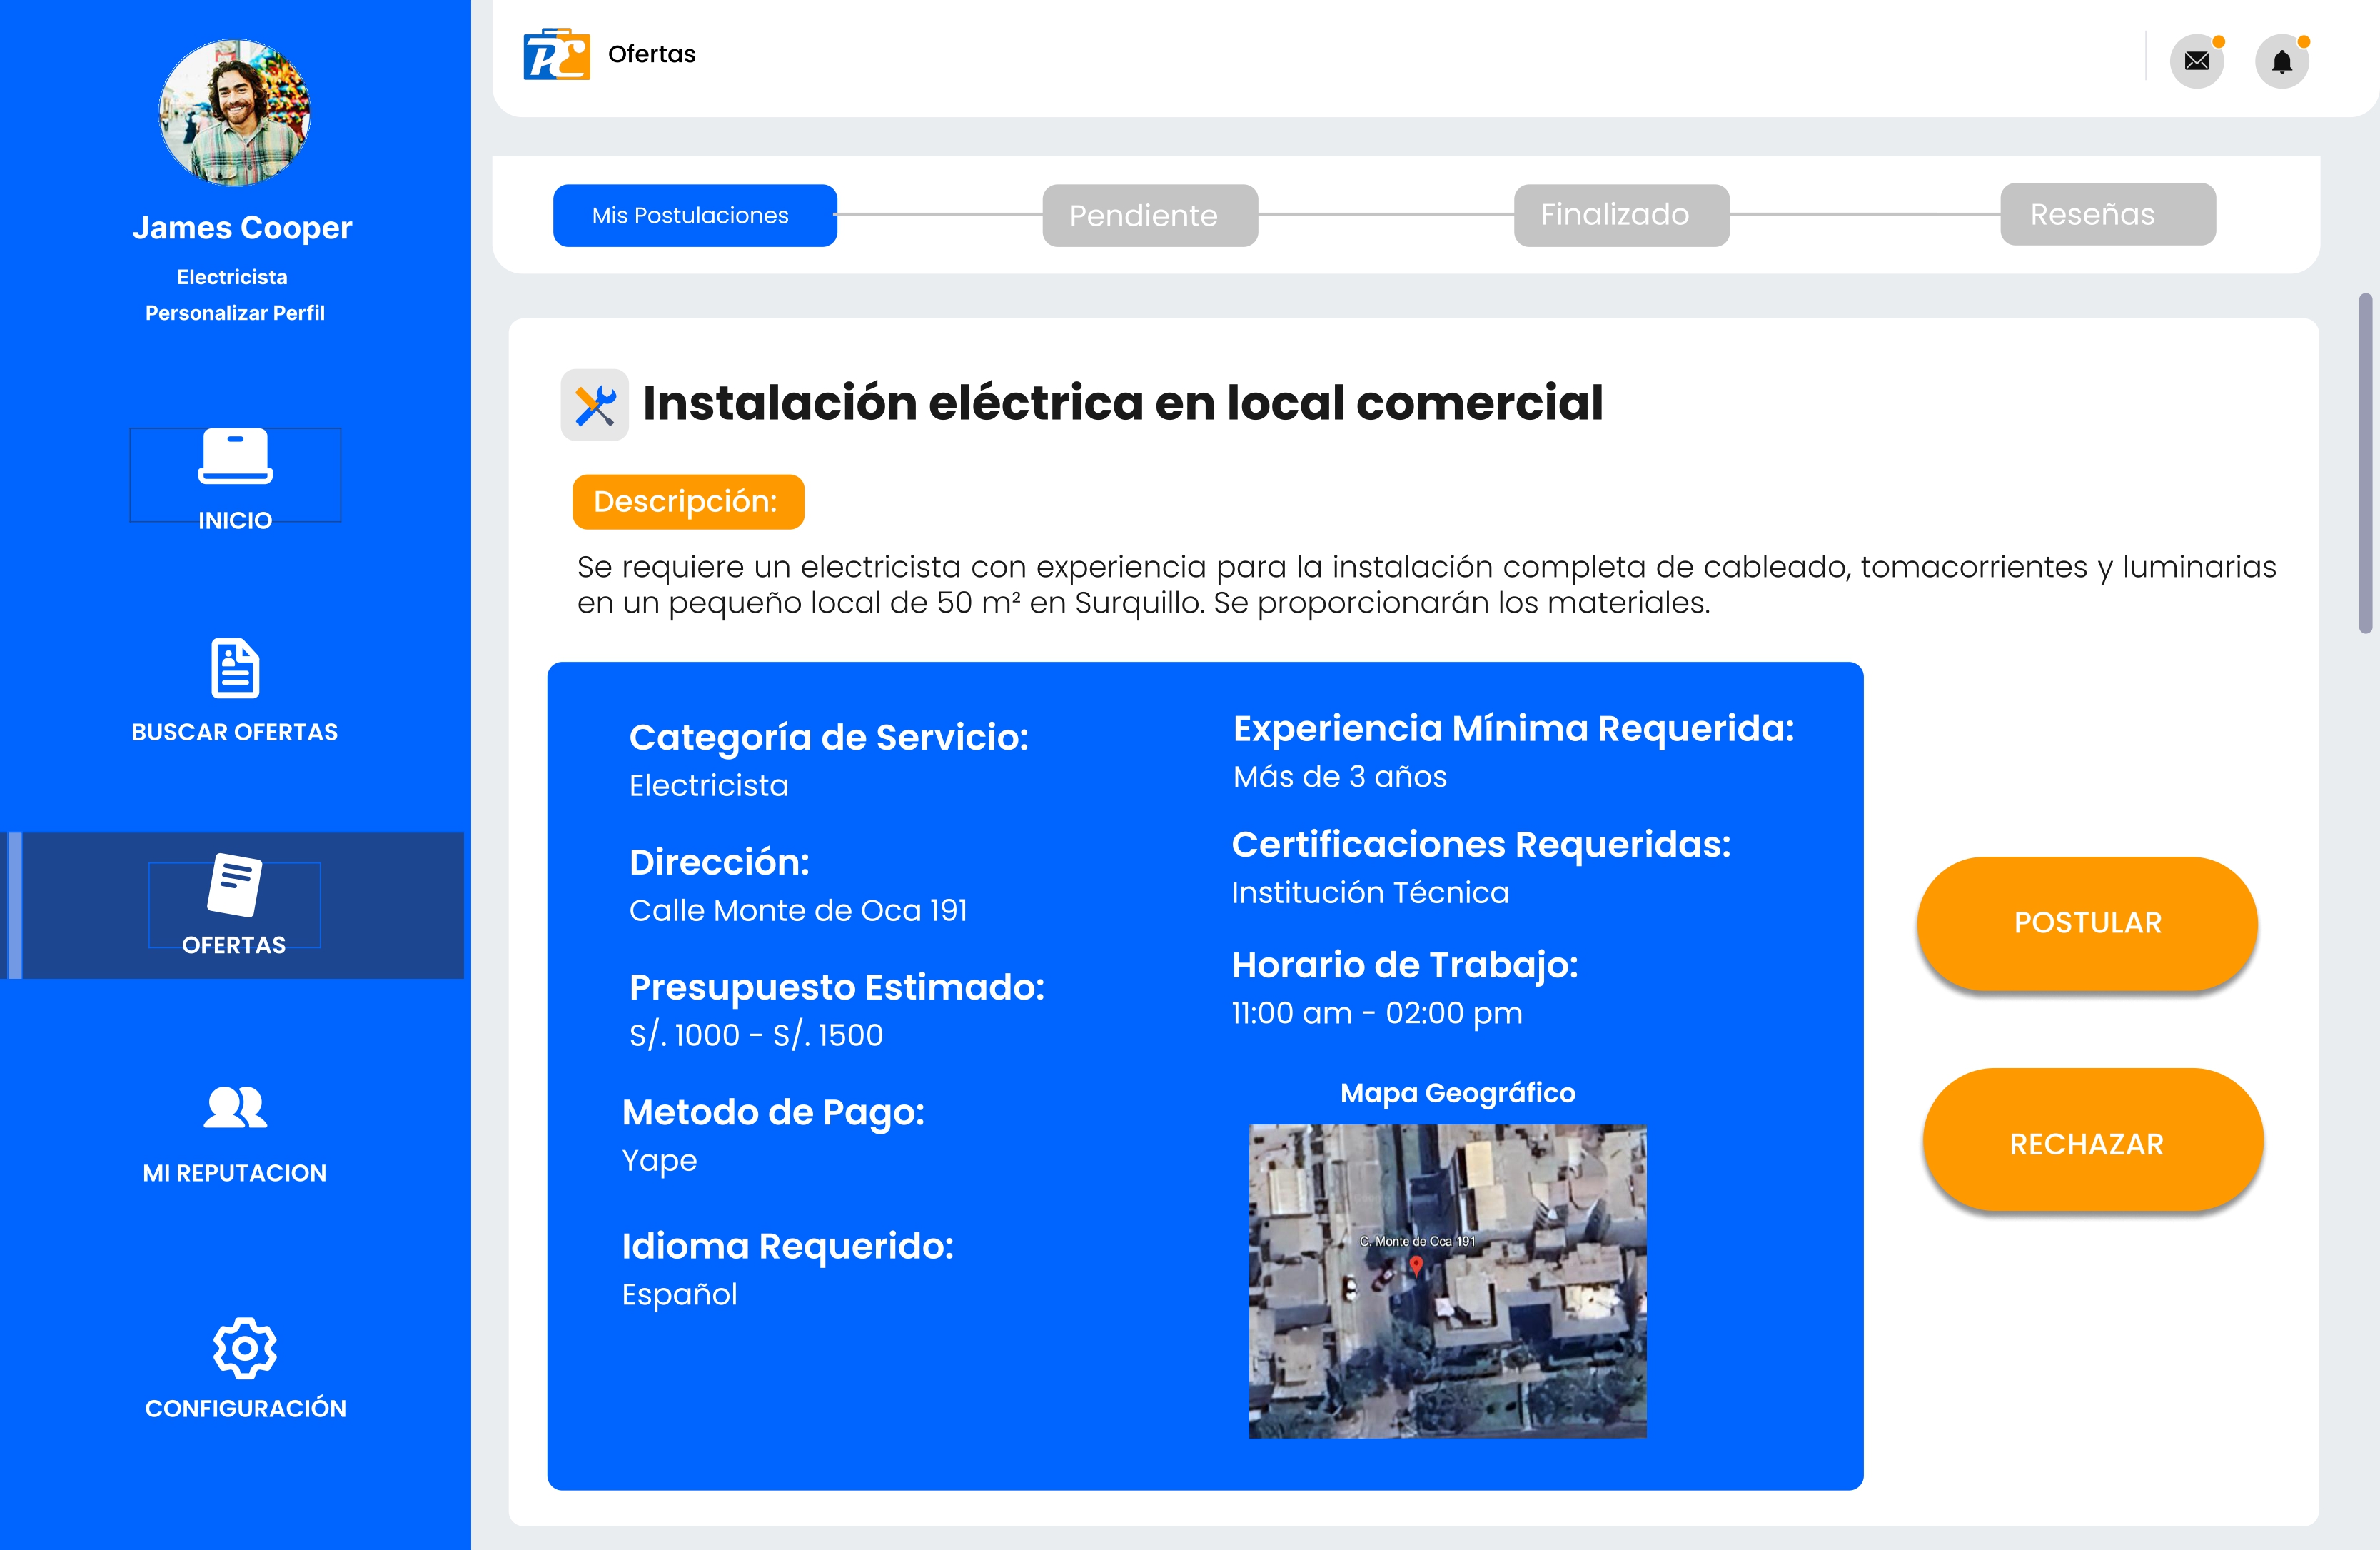 James Cooper
Electricista
Personalizar Perfil
INICIO
BUSCAR OFERTAS
OFERTAS
MI REPUTACION
CONFIGURACIÓN
Ofertas
Mis Postulaciones
Pendiente
Finalizado
Reseñas
Instalación eléctrica en local comercial
Descripción:
Se requiere un electricista con experiencia para la instalación completa de cableado, tomacorrientes y luminarias
en un pequeño local de 50 m² en Surquillo. Se proporcionarán los materiales.
Categoría de Servicio:
Electricista
Dirección:
Calle Monte de Oca 191
Presupuesto Estimado:
S/. 1000 - S/. 1500
Metodo de Pago:
Yape
Idioma Requerido:
Español
Experiencia Mínima Requerida:
Más de 3 años
Certificaciones Requeridas:
Institución Técnica
Horario de Trabajo:
11:00 am - 02:00 pm
Mapa Geográfico
C. Monte de Oca 191
POSTULAR
RECHAZAR